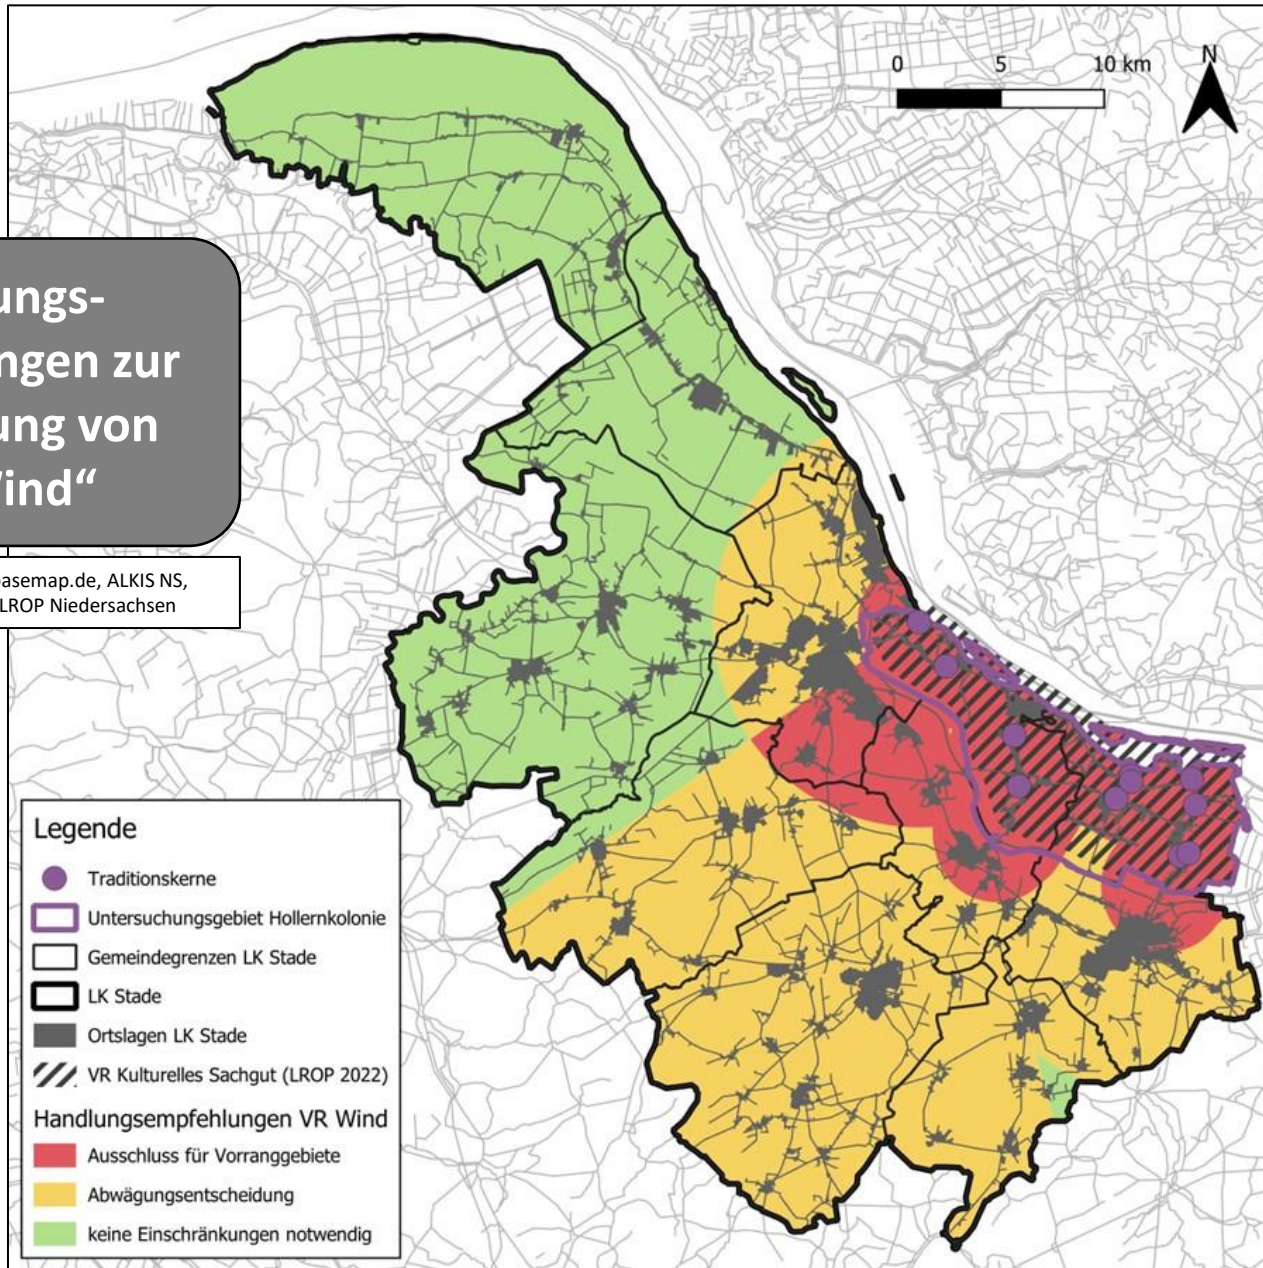 0 5 10 km
N
ungs-
ngen zur
ung von
Wind“
basemap.de, ALKIS NS,
LROP Niedersachsen
Legende
Traditionskerne
Untersuchungsgebiet Hollernkolonie
Gemeindegrenzen LK Stade
LK Stade
Ortslagen LK Stade
VR Kulturelles Sachgut (LROP 2022)
Handlungsempfehlungen VR Wind
Ausschluss für Vorranggebiete
Abwägungsentscheidung
keine Einschränkungen notwendig